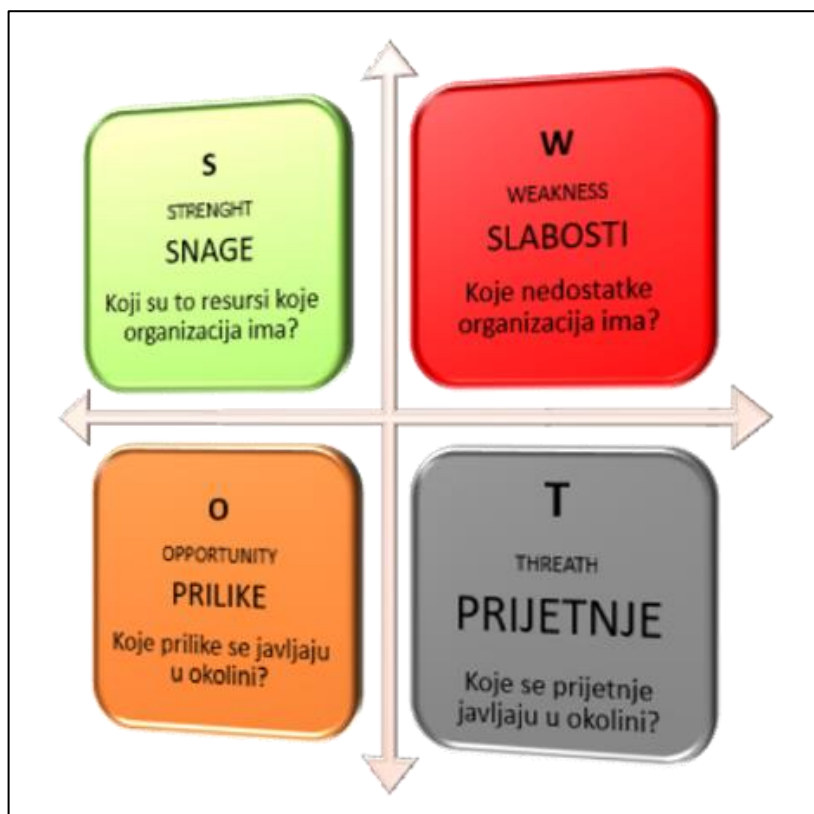 S
STRENGHT
SNAGE
Koji su to resursi koje
organizacija ima?
W
WEAKNESS
SLABOSTI
Koje nedostatke
organizacija ima?
O
OPPORTUNITY
PRILIKE
Koje prilike se javljaju
u okolini?
T
THREATH
PRIJETNJE
Koje se prijetnje
javljaju u okolini?